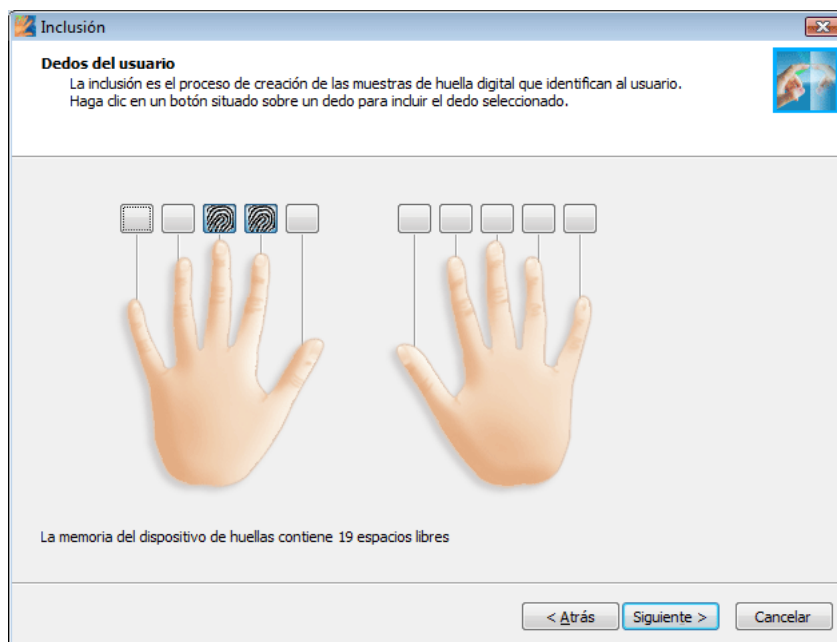 Inclusión
Dedos del usuario
La inclusión es el proceso de creación de las muestras de huella digital que identifican al usuario.
Haga clic en un botón situado sobre un dedo para incluir el dedo seleccionado.
La memoria del dispositivo de huellas contiene 19 espacios libres
< Atrás Siguiente > Cancelar